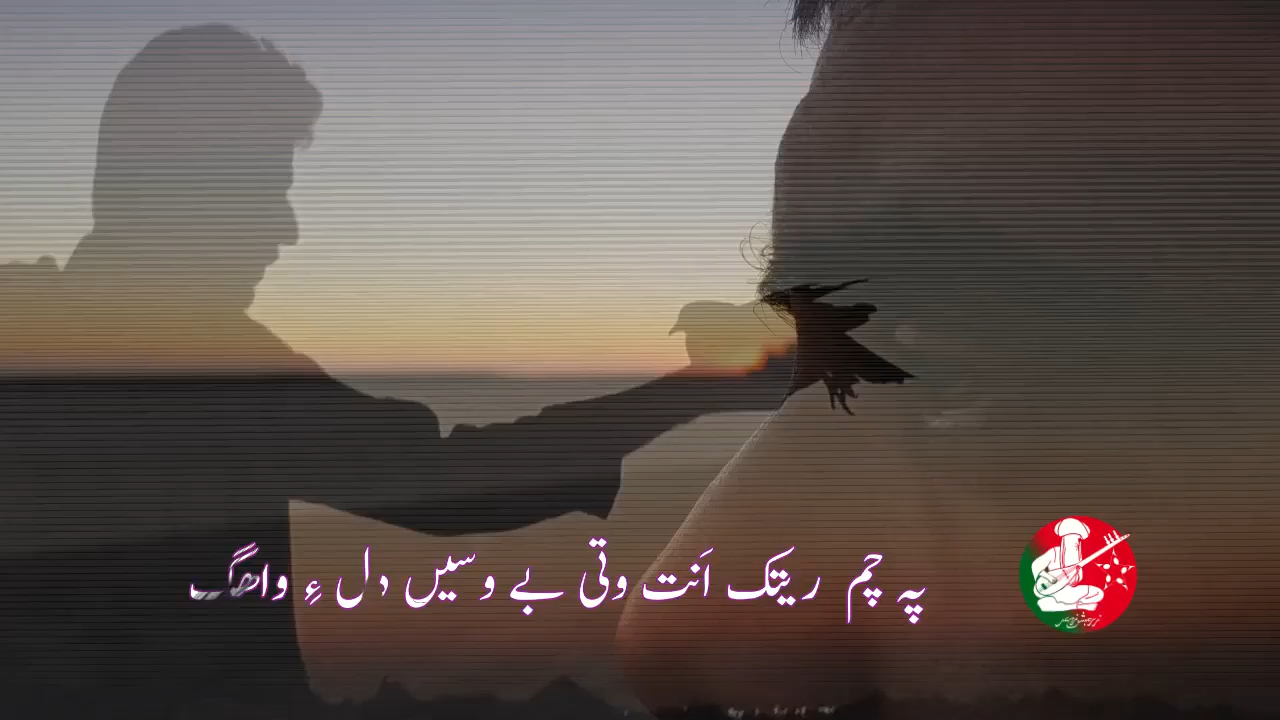 پہ چم ریتک اَنت وتی بے وسیں دل ءِ واھگ